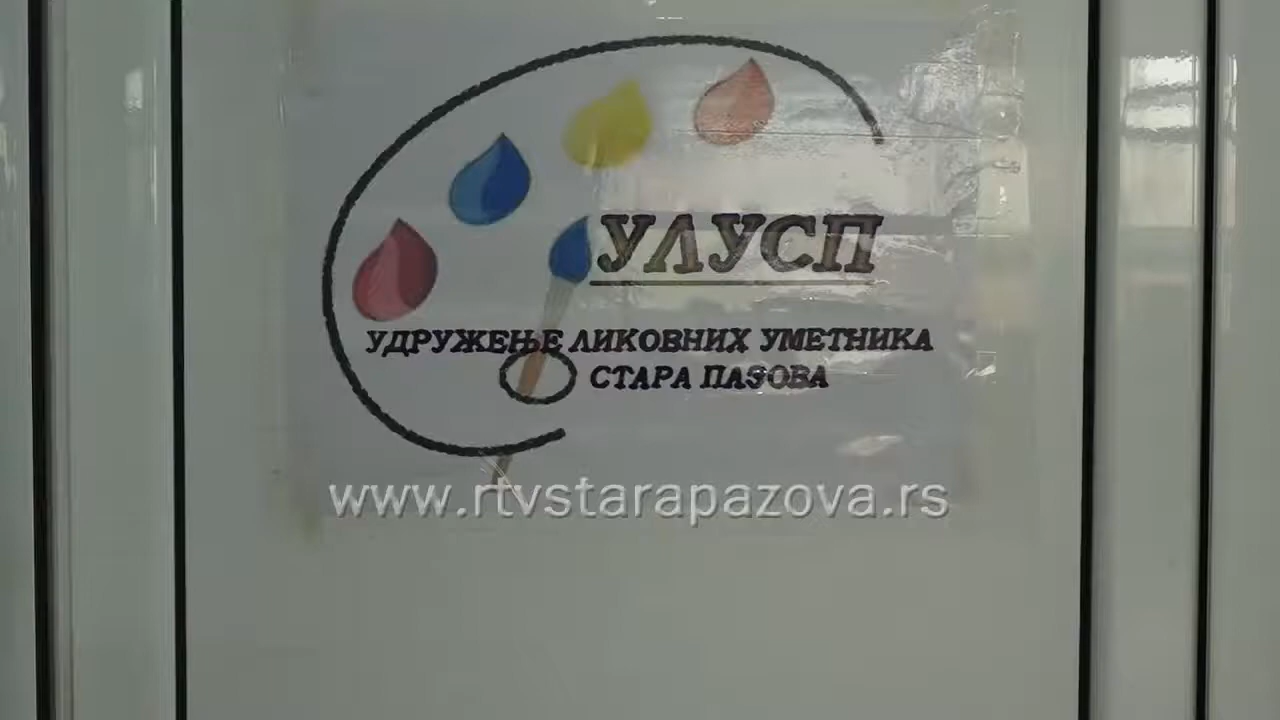 УЛУСП
УДРУЖЕЊЕ ЛИКОВНИХ УМЕТНИКА
СТАРА ПАЗОВА
www.rtvstarapazova.rs